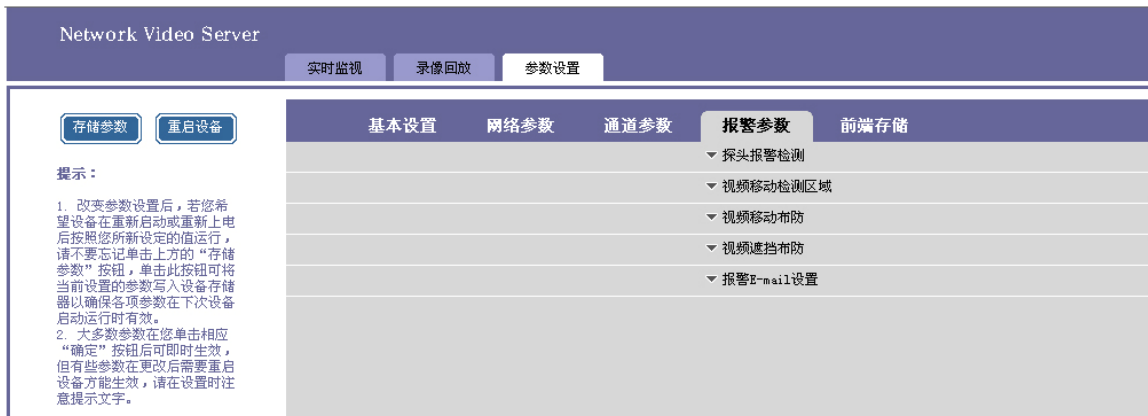 Network Video Server
实时监视 录像回放 参数设置
存储参数 重启设备
基本设置 网络参数 通道参数 报警参数 前端存储
探头报警检测
视频移动检测区域
视频移动布防
视频遮挡布防
报警E-mail设置
提示：
1. 改变参数设置后，若您希
望设备在重新启动或重新上电
后按照您所新设定的值运行，
请不要忘记单击上方的“存储
参数”按钮，单击此按钮可将
当前设置的参数写入设备存储
器以确保各项参数在下次设备
启动运行时有效。
2. 大多数参数在您单击相应
“确定”按钮后可即时生效，
但有些参数在更改后需要重启
设备方能生效，请在设置时注
意提示文字。